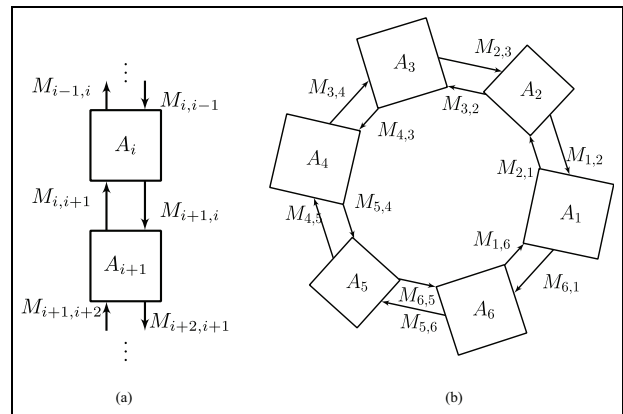 ⋮
M_{i-1,i}
M_{i,i-1}
A_i
M_{i,i+1}
M_{i+1,i}
A_{i+1}
M_{i+1,i+2}
M_{i+2,i+1}
⋮
(a)
A_3
M_{2,3}
A_2
M_{3,4}
M_{3,2}
M_{4,3}
M_{1,2}
A_4
M_{2,1}
A_1
M_{5,4}
M_{4,5}
M_{1,6}
A_5
M_{6,1}
M_{6,5}
A_6
M_{5,6}
(b)